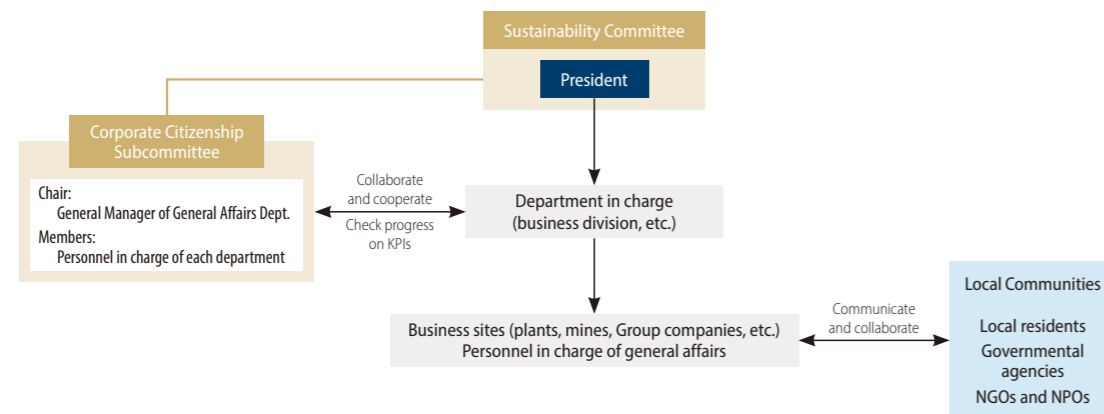 Sustainability Committee
President
Corporate Citizenship
Subcommittee
Chair:
General Manager of General Affairs Dept.
Members:
Personnel in charge of each department
Collaborate
and cooperate
Check progress
on KPIs
Department in charge
(business division, etc.)
Business sites (plants, mines, Group companies, etc.)
Personnel in charge of general affairs
Communicate
and collaborate
Local Communities
Local residents
Governmental
agencies
NGOs and NPOs